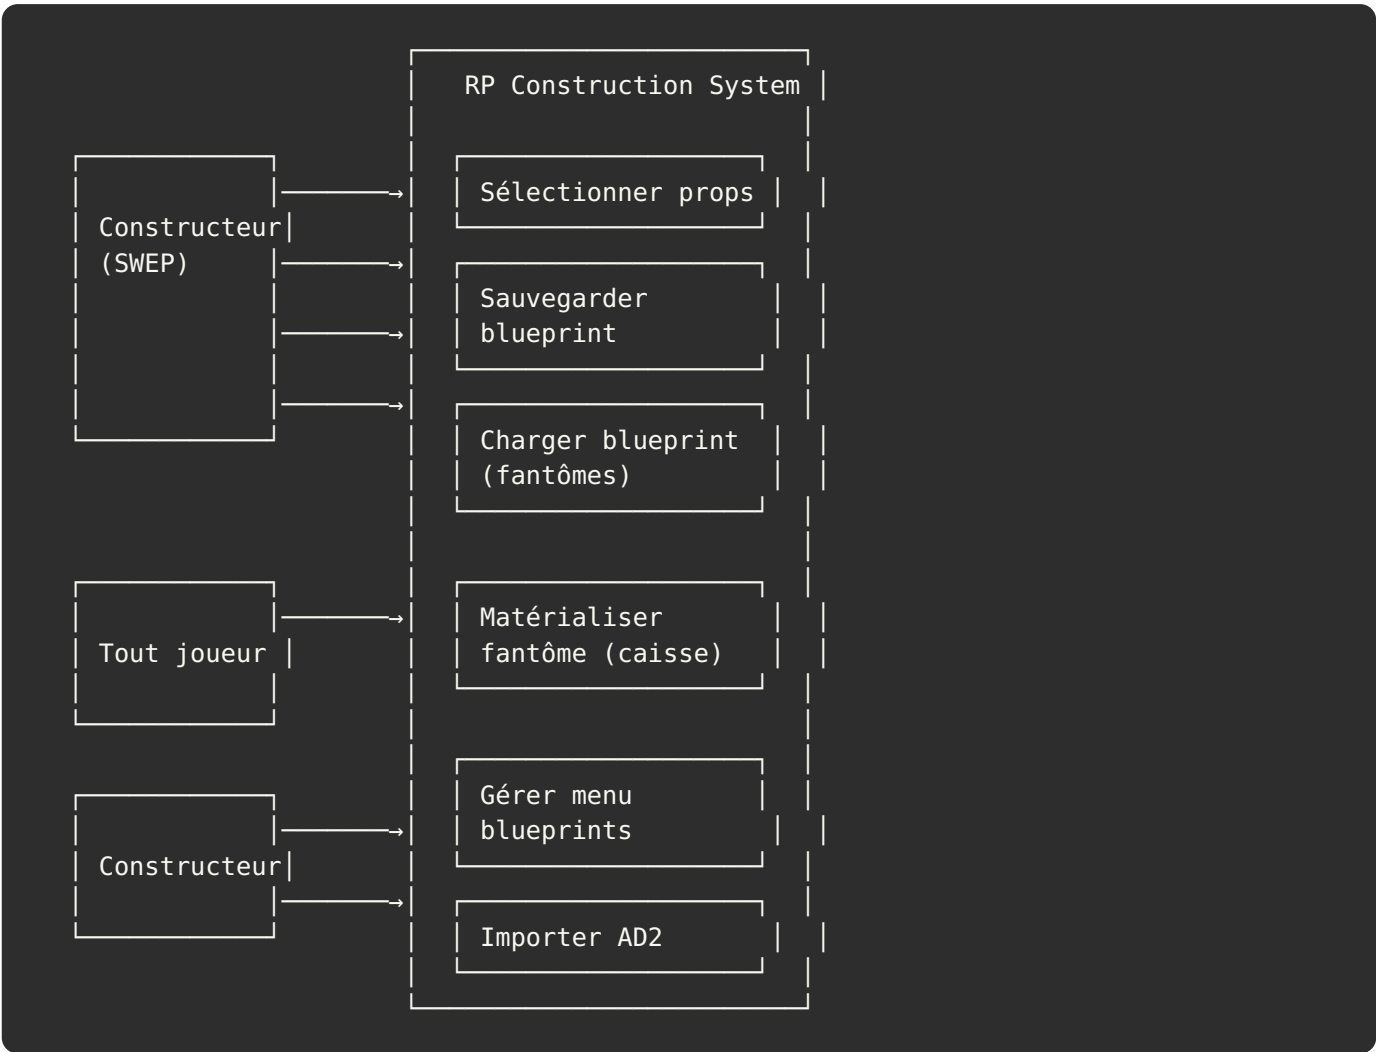 RP Construction System
Sélectionner props
Constructeur
(SWEP)
Sauvegarder
blueprint
Charger blueprint
(fantômes)
Matérialiser
Tout joueur
fantôme (caisse)
Gérer menu
blueprints
Constructeur
Importer AD2